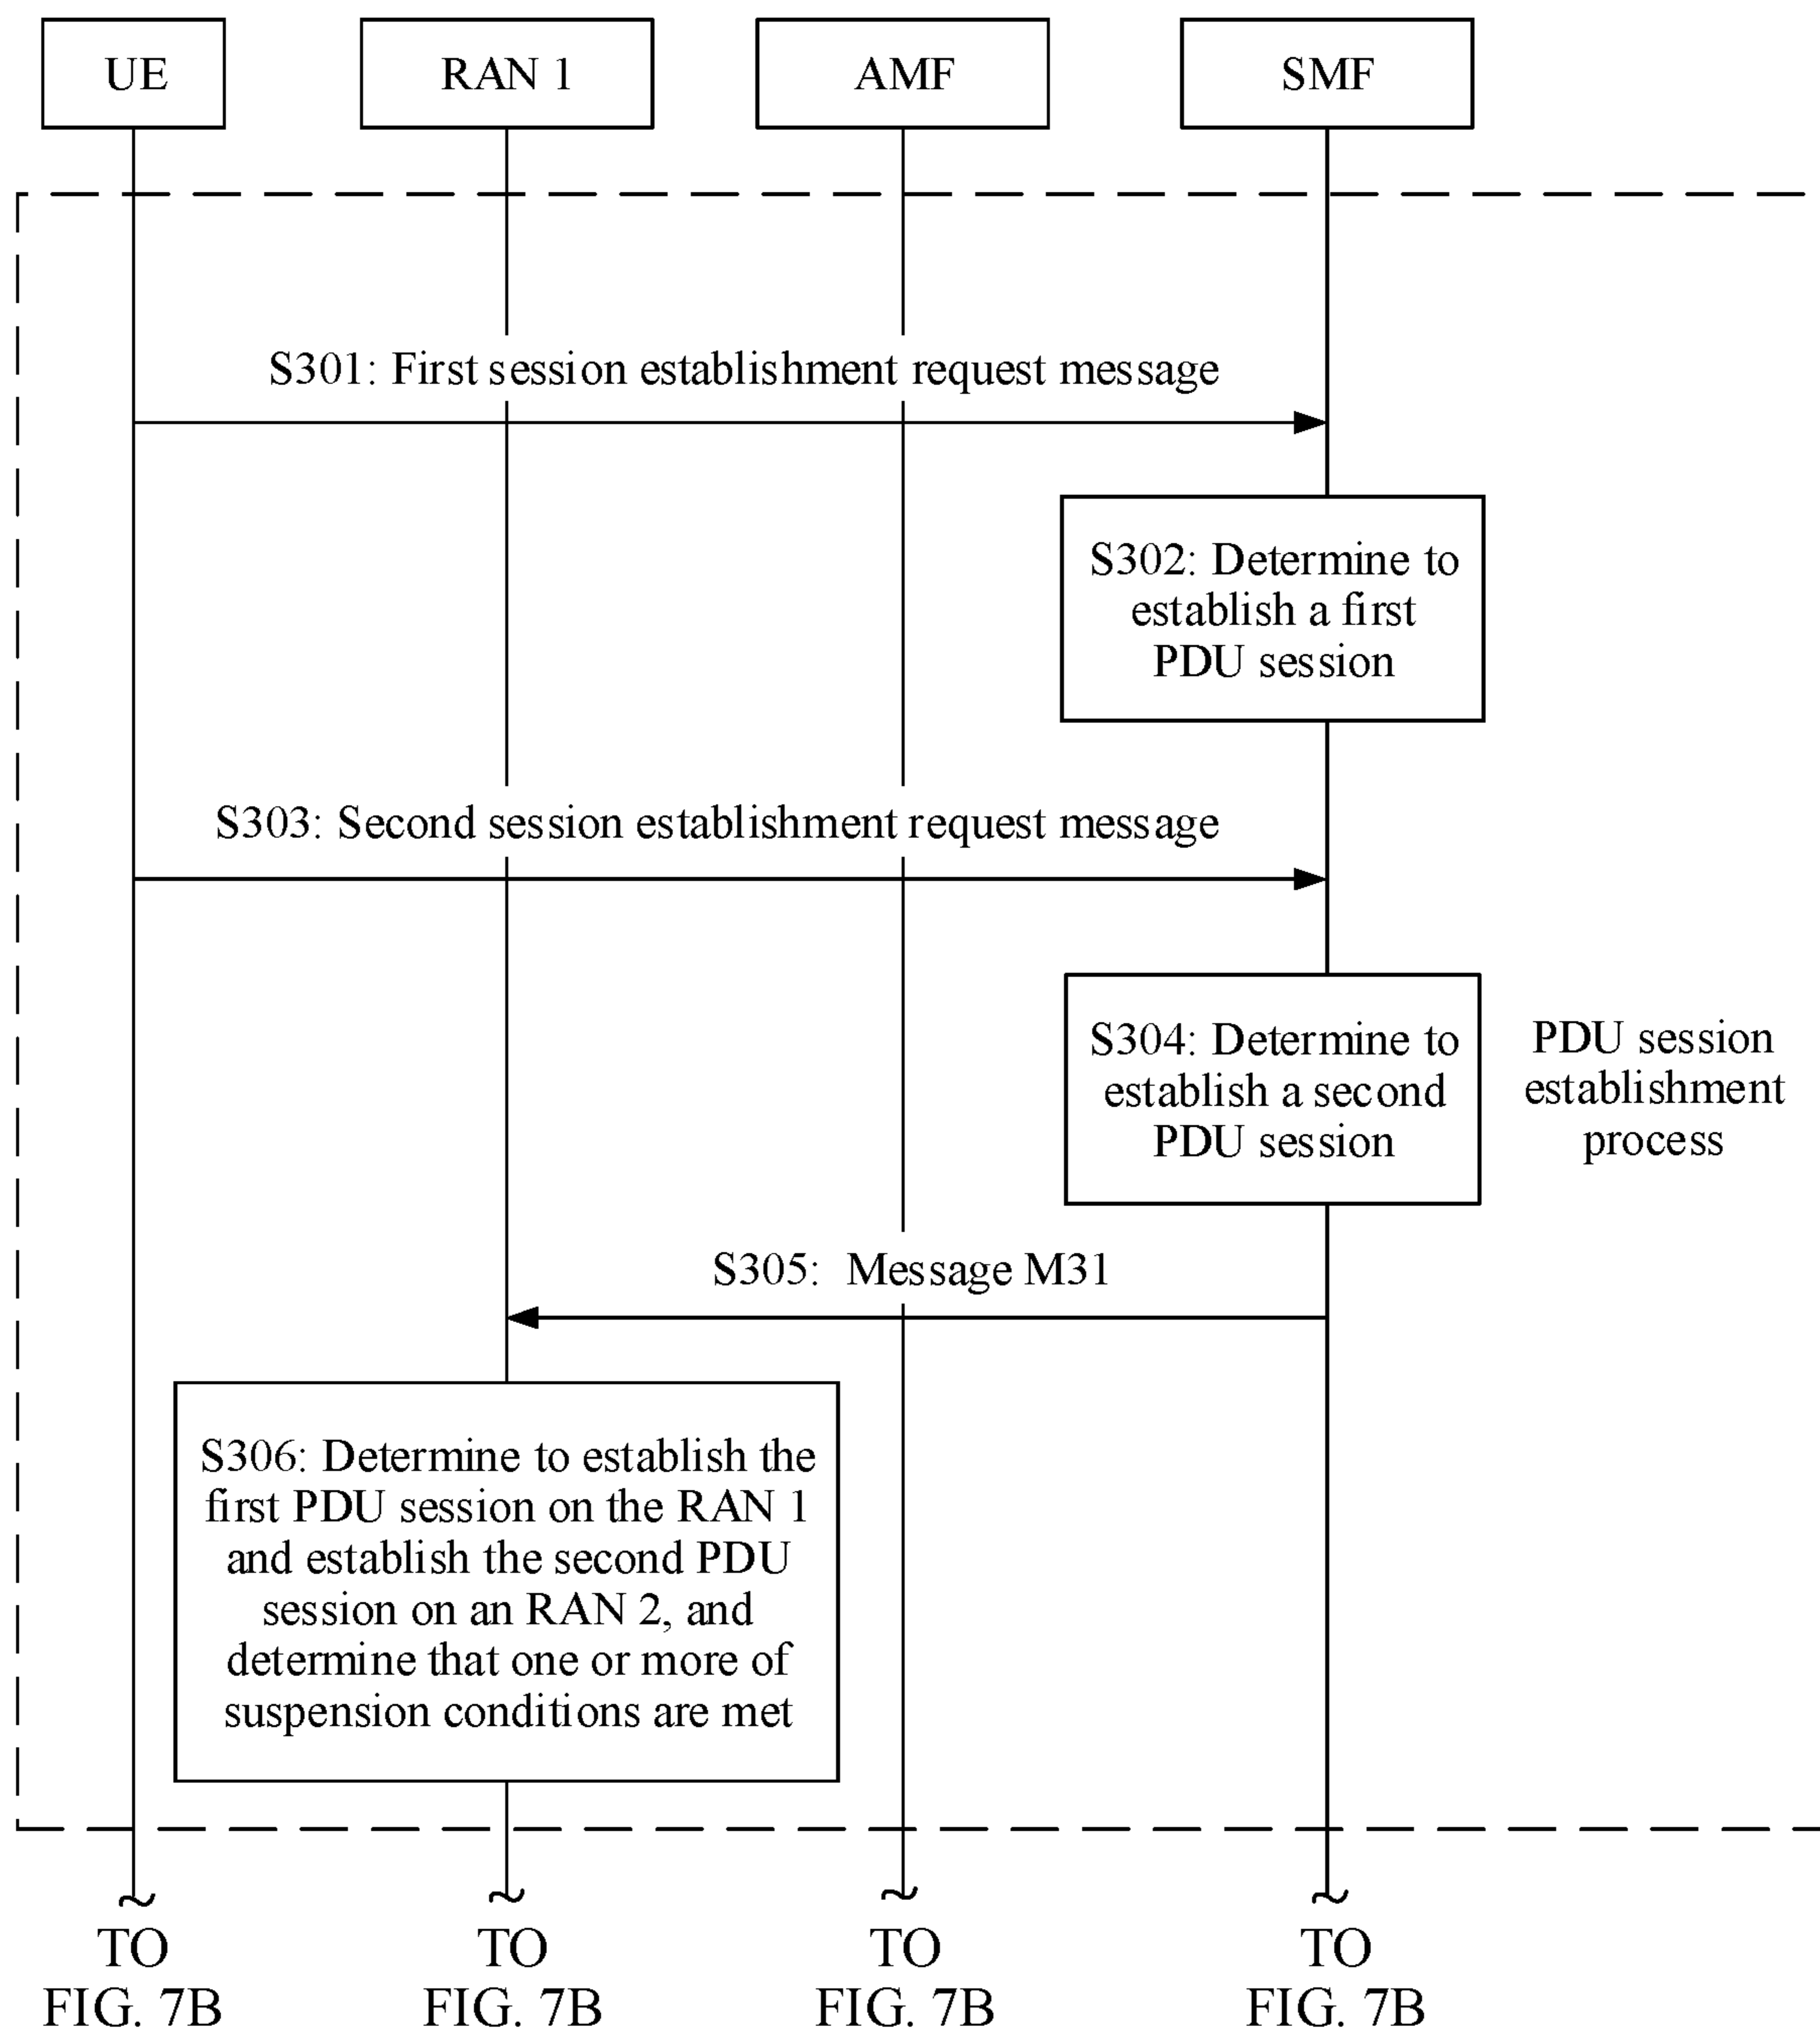 UE
RAN 1
AMF
SMF
S301: First session establishment request message
S302: Determine to
establish a first
PDU session
S303: Second session establishment request message
S304: Determine to
establish a second
PDU session
PDU session
establishment
process
S305: Message M31
S306: Determine to establish the
first PDU session on the RAN 1
and establish the second PDU
session on an RAN 2, and
determine that one or more of
suspension conditions are met
TO
FIG. 7B
TO
FIG. 7B
TO
FIG. 7B
TO
FIG. 7B